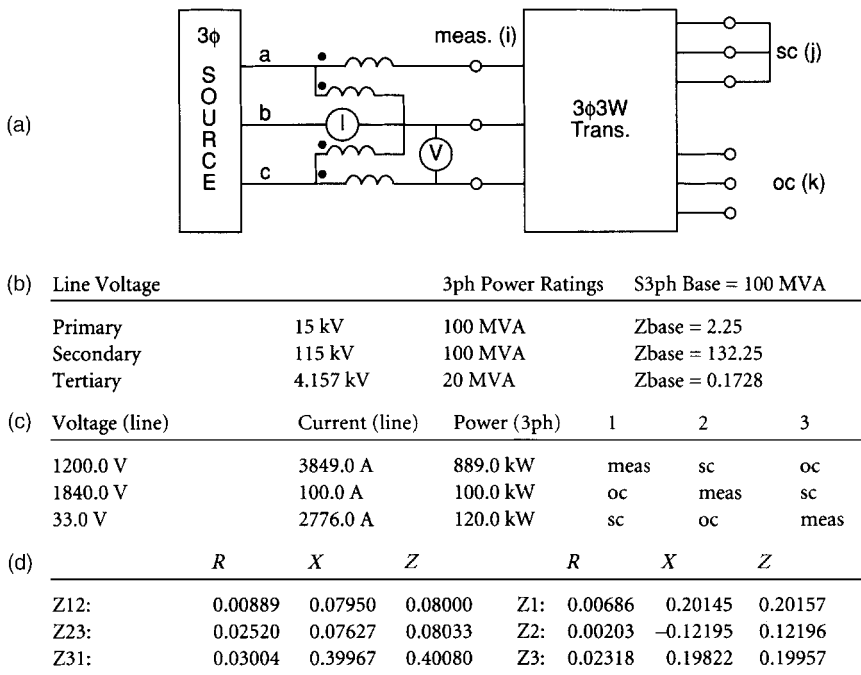 (a)
3ϕ
SOURCE
a
b
c
I
V
meas. (i)
3ϕ3W
Trans.
sc (j)
oc (k)
(b) Line Voltage 3ph Power Ratings S3ph Base = 100 MVA
Primary 15 kV 100 MVA Zbase = 2.25
Secondary 115 kV 100 MVA Zbase = 132.25
Tertiary 4.157 kV 20 MVA Zbase = 0.1728
(c) Voltage (line) Current (line) Power (3ph) 1 2 3
1200.0 V 3849.0 A 889.0 kW meas sc oc
1840.0 V 100.0 A 100.0 kW oc meas sc
33.0 V 2776.0 A 120.0 kW sc oc meas
(d) R X Z R X Z
Z12: 0.00889 0.07950 0.08000 Z1: 0.00686 0.20145 0.20157
Z23: 0.02520 0.07627 0.08033 Z2: 0.00203 –0.12195 0.12196
Z31: 0.03004 0.39967 0.40080 Z3: 0.02318 0.19822 0.19957